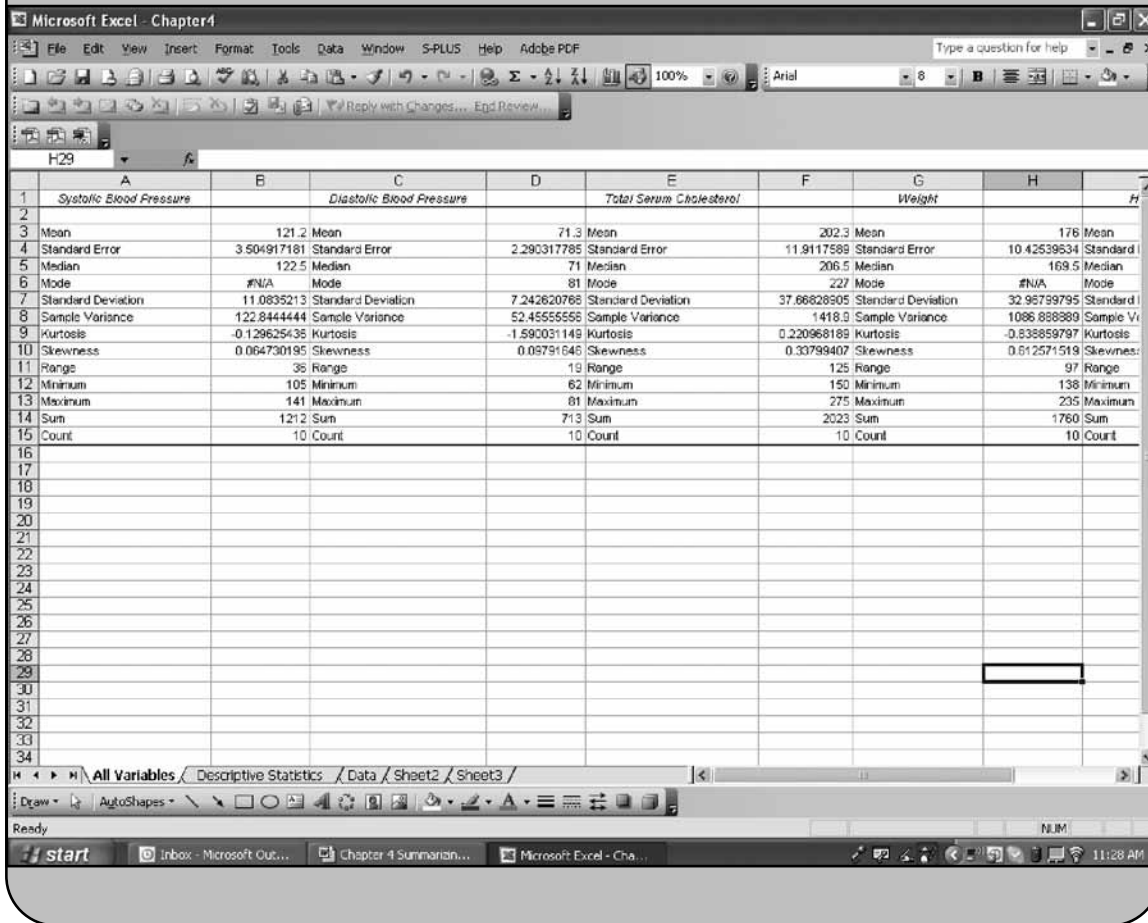 Microsoft Excel - Chapter4
File Edit View Insert Format Tools Data Window S-PLUS Help Adobe PDF Type a question for help
100% Arial 8 B
Reply with Changes... End Review...
H29 fx
A B C D E F G H
1 Systolic Blood Pressure Diastolic Blood Pressure Total Serum Cholesterol Weight H
2
3 Mean 121.2 Mean 71.3 Mean 202.3 Mean 176 Mean
4 Standard Error 3.504917181 Standard Error 2.290317785 Standard Error 11.9117589 Standard Error 10.42539634 Standard
5 Median 122.5 Median 71 Median 206.5 Median 169.5 Median
6 Mode #N/A Mode 81 Mode 227 Mode #N/A Mode
7 Standard Deviation 11.0835213 Standard Deviation 7.242620766 Standard Deviation 37.66828905 Standard Deviation 32.96799795 Standard
8 Sample Variance 122.8444444 Sample Variance 52.45555556 Sample Variance 1418.9 Sample Variance 1086.888889 Sample V
9 Kurtosis -0.129625436 Kurtosis -1.590031149 Kurtosis 0.220968189 Kurtosis -0.838859797 Kurtosis
10 Skewness 0.064730195 Skewness 0.09791646 Skewness 0.33799407 Skewness 0.612571519 Skewnes
11 Range 36 Range 19 Range 125 Range 97 Range
12 Minimum 105 Minimum 62 Minimum 150 Minimum 138 Minimum
13 Maximum 141 Maximum 81 Maximum 275 Maximum 235 Maximum
14 Sum 1212 Sum 713 Sum 2023 Sum 1760 Sum
15 Count 10 Count 10 Count 10 Count 10 Count
16
17
18
19
20
21
22
23
24
25
26
27
28
29
30
31
32
33
34
All Variables Descriptive Statistics Data Sheet2 Sheet3
Draw AutoShapes
Ready NUM
start Inbox - Microsoft Out... Chapter 4 Summarizin... Microsoft Excel - Cha... 11:28 AM